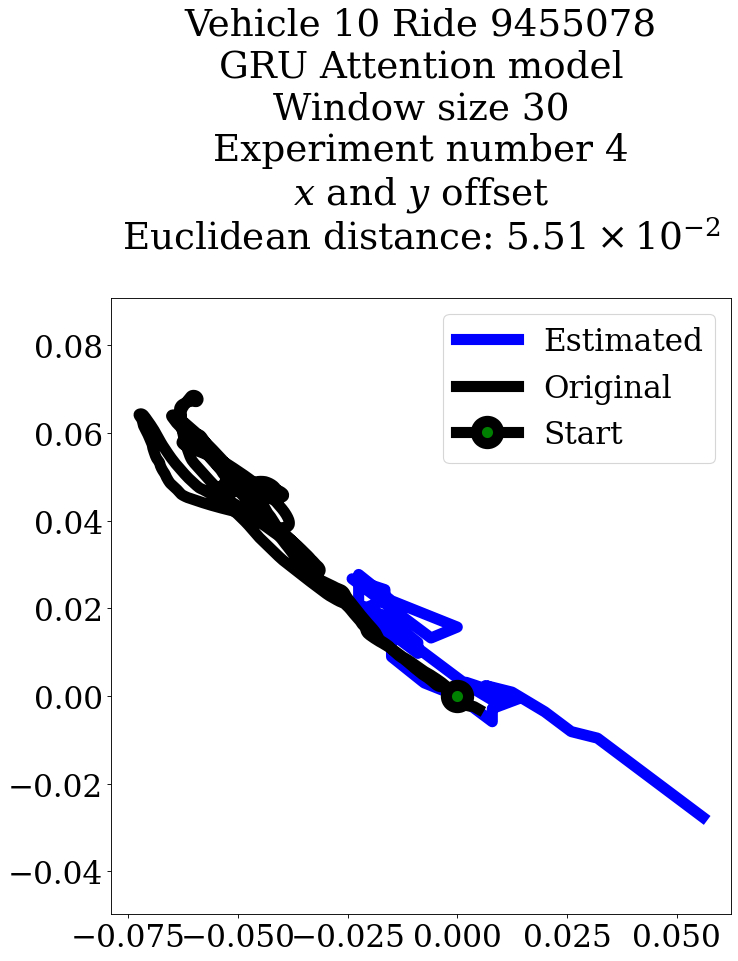 Vehicle 10 Ride 9455078
GRU Attention model
Window size 30
Experiment number 4
x and y offset
Euclidean distance: 5.51 × 10⁻²
Estimated
Original
Start
0.08
0.06
0.04
0.02
0.00
−0.02
−0.04
−0.075 −0.050 −0.025 0.000 0.025 0.050